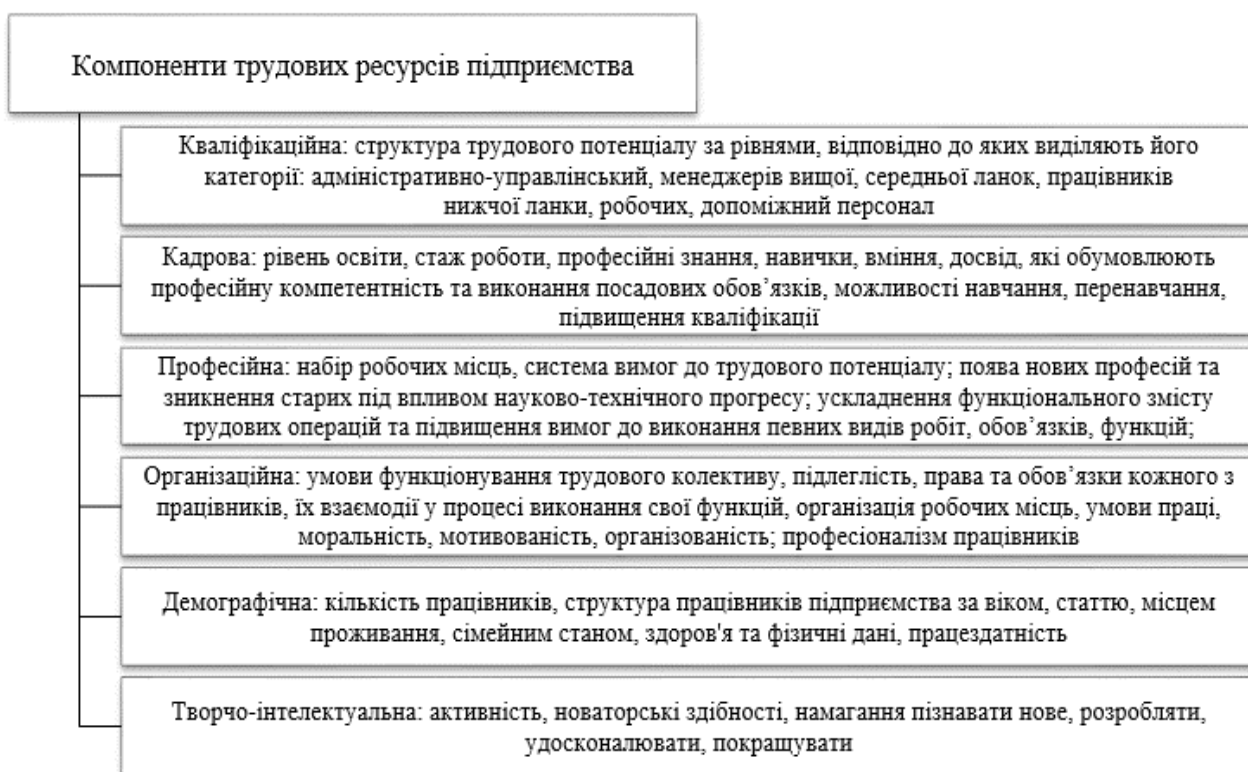 Компоненти трудових ресурсів підприємства
Кваліфікаційна: структура трудового потенціалу за рівнями, відповідно до яких виділяють його
категорії: адміністративно-управлінський, менеджерів вищої, середньої ланок, працівників
нижчої ланки, робочих, допоміжний персонал
Кадрова: рівень освіти, стаж роботи, професійні знання, навички, вміння, досвід, які обумовлюють
професійну компетентність та виконання посадових обов’язків, можливості навчання, перенавчання,
підвищення кваліфікації
Професійна: набір робочих місць, система вимог до трудового потенціалу; поява нових професій та
зникнення старих під впливом науково-технічного прогресу; ускладнення функціонального змісту
трудових операцій та підвищення вимог до виконання певних видів робіт, обов’язків, функцій;
Організаційна: умови функціонування трудового колективу, підлеглість, права та обов’язки кожного з
працівників, їх взаємодії у процесі виконання свої функцій, організація робочих місць, умови праці,
моральність, мотивованість, організованість; професіоналізм працівників
Демографічна: кількість працівників, структура працівників підприємства за віком, статтю, місцем
проживання, сімейним станом, здоров'я та фізичні дані, працездатність
Творчо-інтелектуальна: активність, новаторські здібності, намагання пізнавати нове, розробляти,
удосконалювати, покращувати